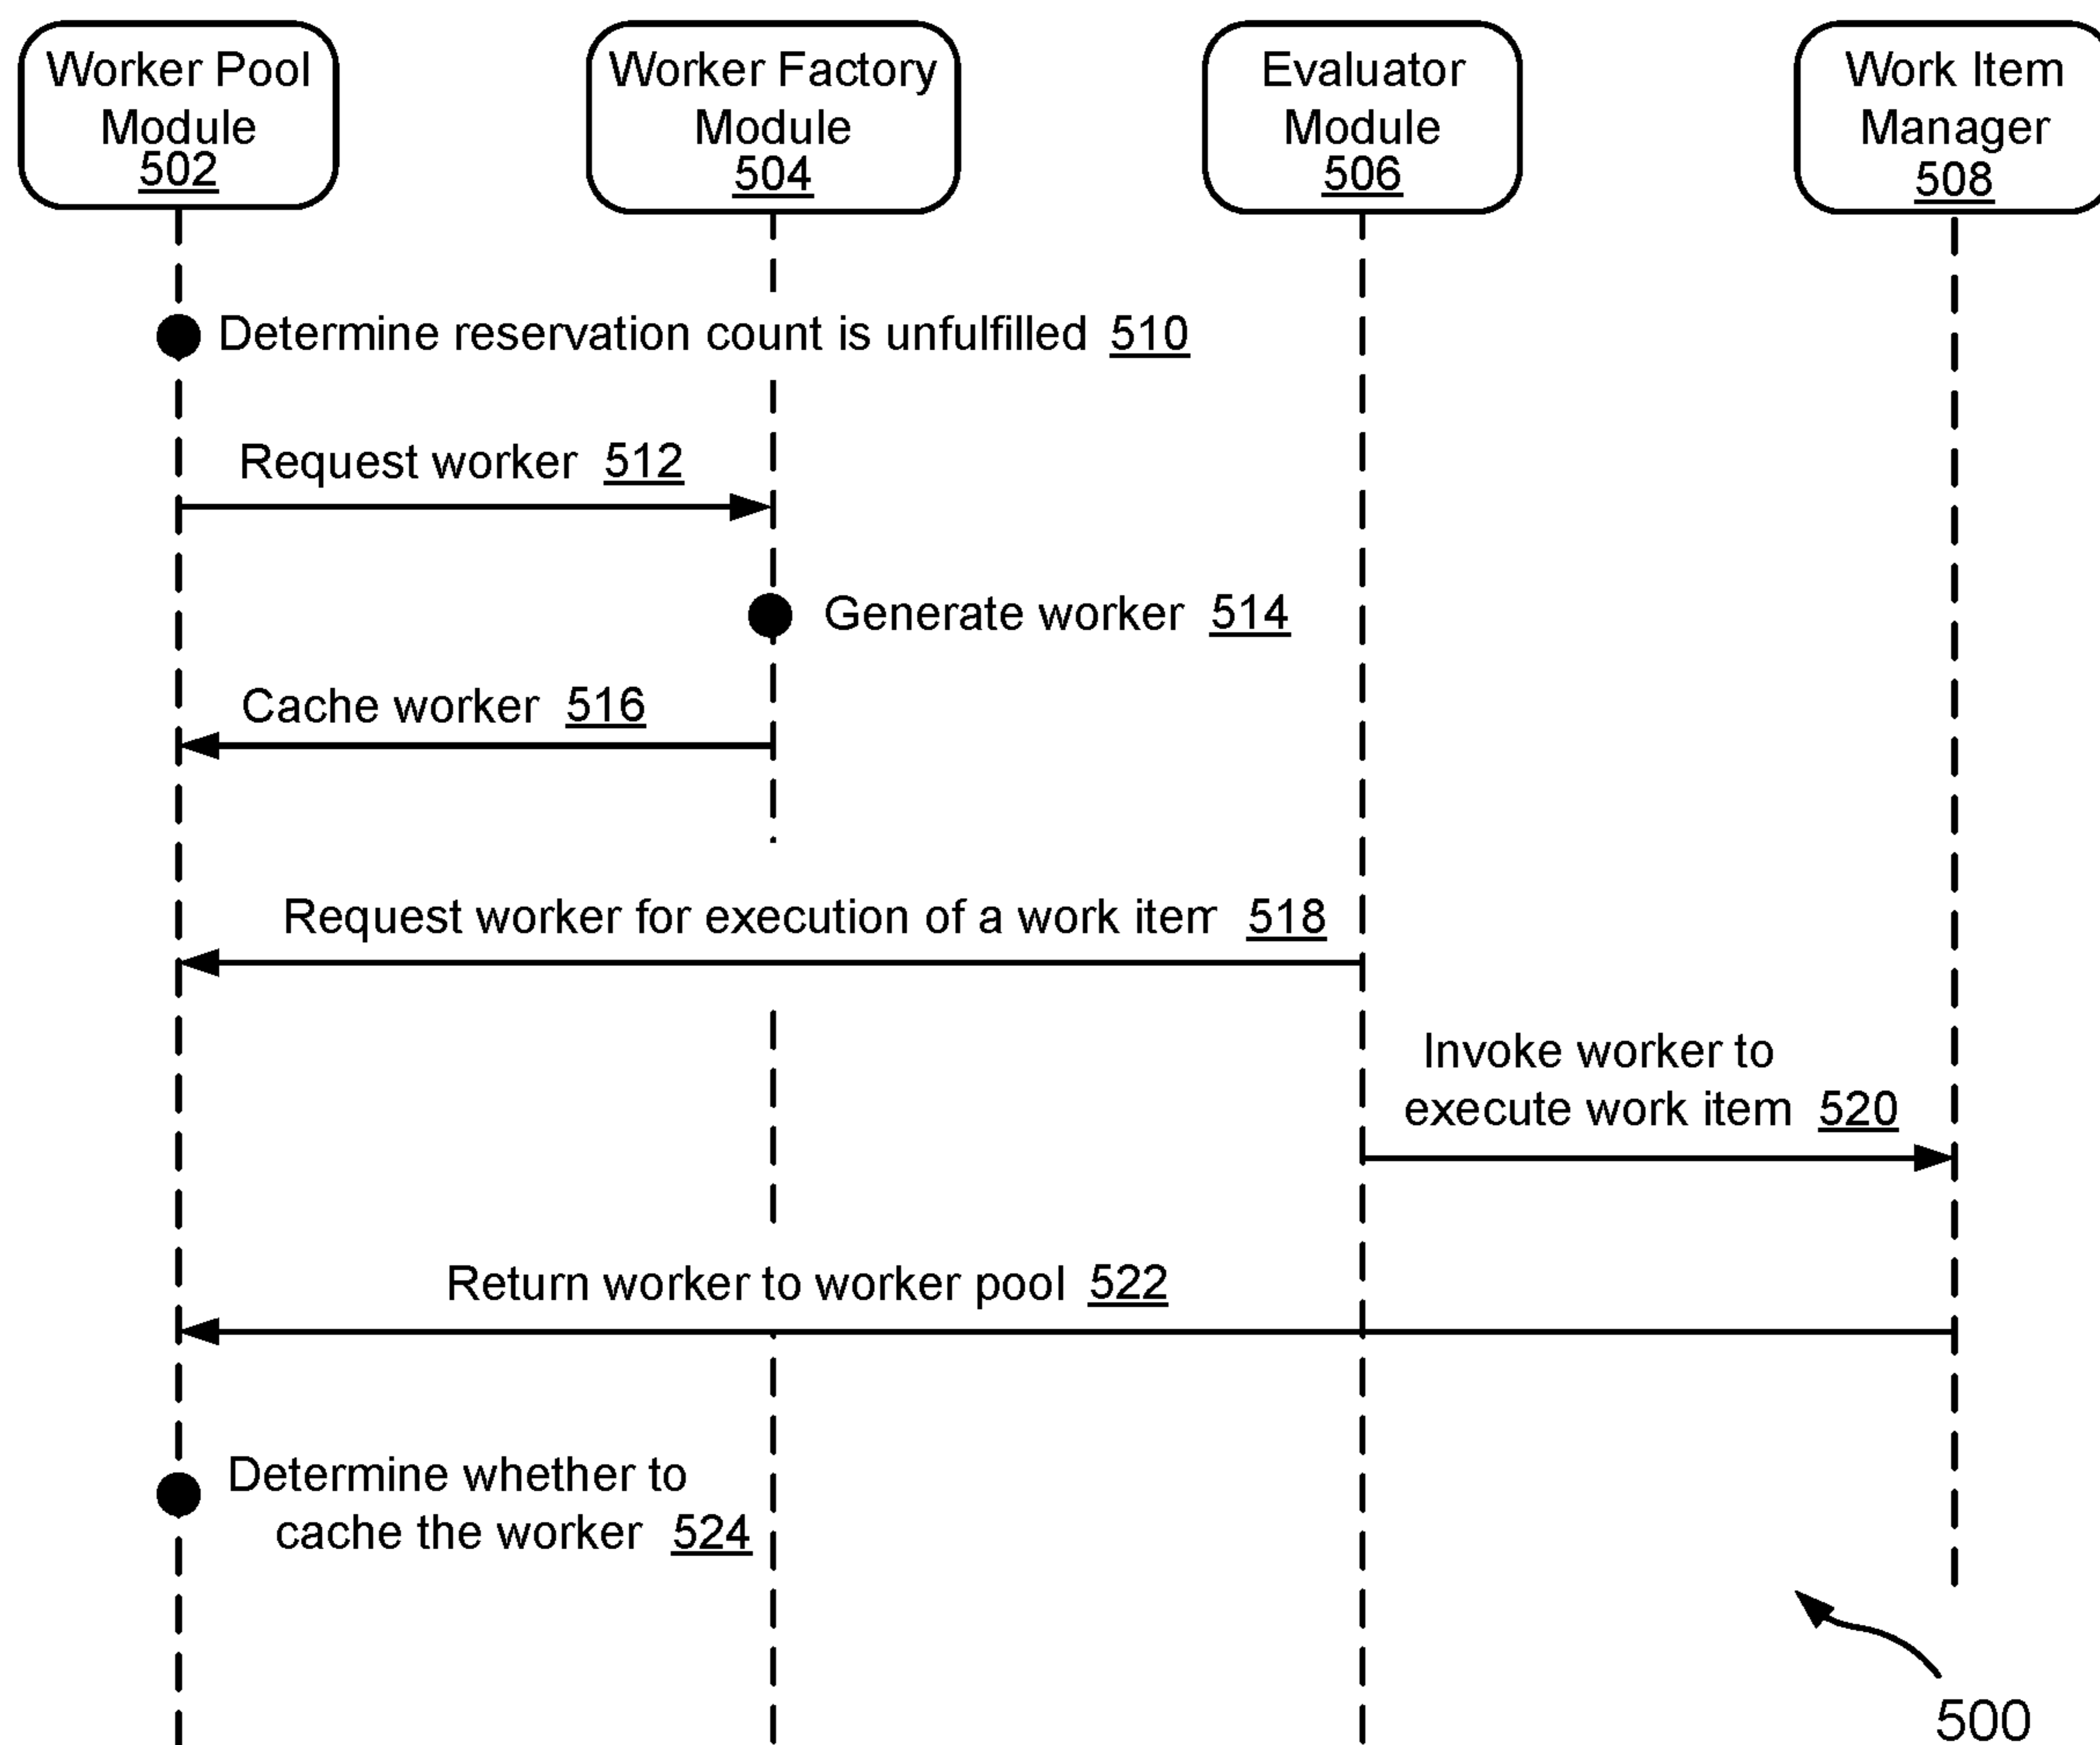 Worker Pool
Module
502
Worker Factory
Module
504
Evaluator
Module
506
Work Item
Manager
508
Determine reservation count is unfulfilled 510
Request worker 512
Generate worker 514
Cache worker 516
Request worker for execution of a work item 518
Invoke worker to
execute work item 520
Return worker to worker pool 522
Determine whether to
cache the worker 524
500